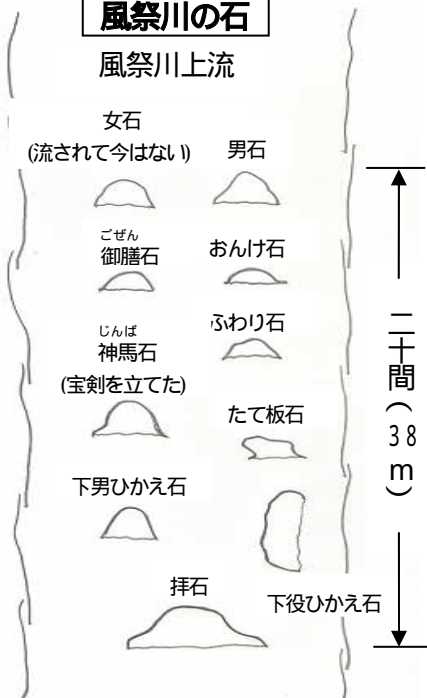 風祭川の石
風祭川上流
女石
(流されて今はない)
男石
ごぜん
御膳石
おんけ石
じんば
神馬石
(宝剣を立てた)
ふわり石
たて板石
下男ひかえ石
拝石
下役ひかえ石
二十間(38m)